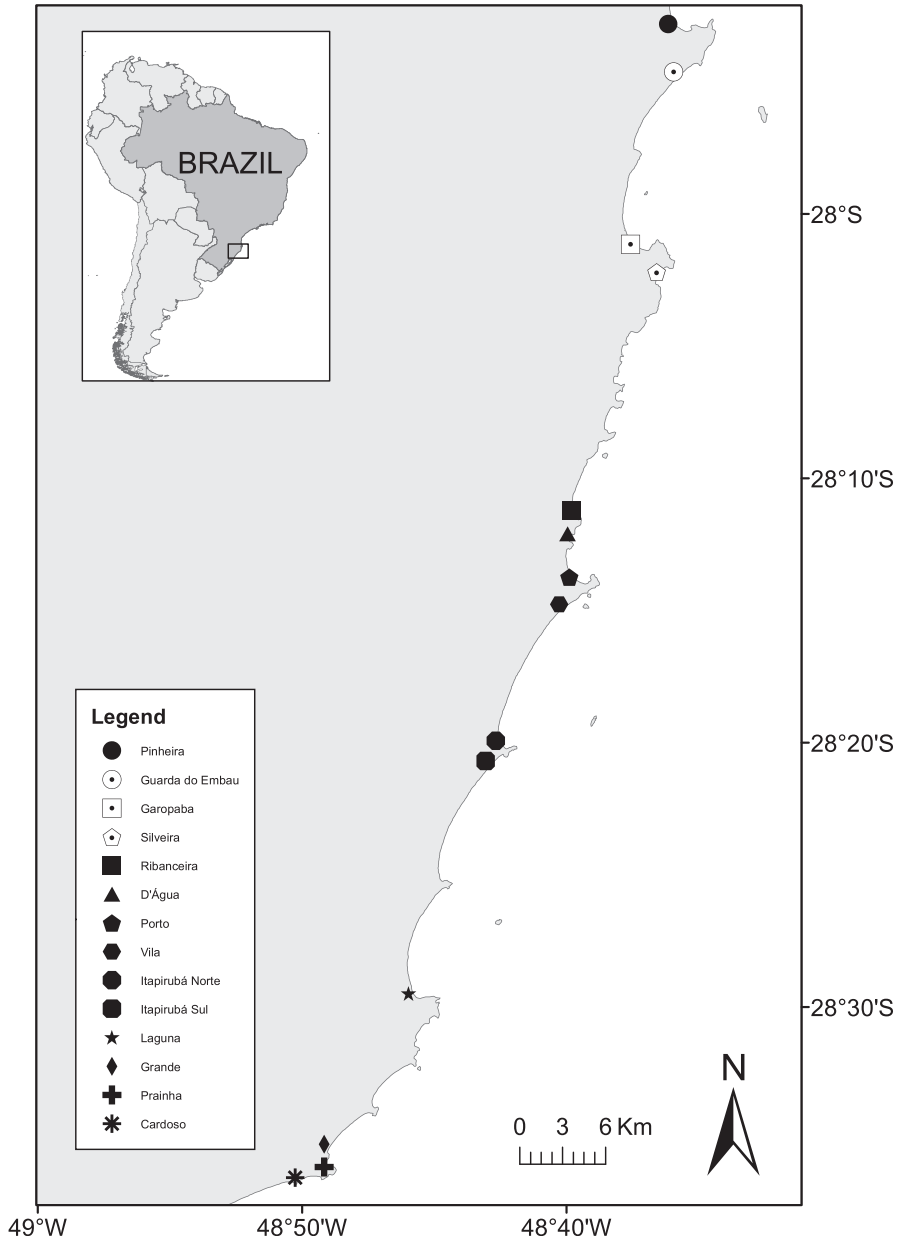 BRAZIL
28°S
28°10'S
28°20'S
28°30'S
Legend
Pinheira
Guarda do Embau
Garopaba
Silveira
Ribanceira
D'Água
Porto
Vila
Itapirubá Norte
Itapirubá Sul
Laguna
Grande
Prainha
Cardoso
N
0 3 6 Km
49°W 48°50'W 48°40'W